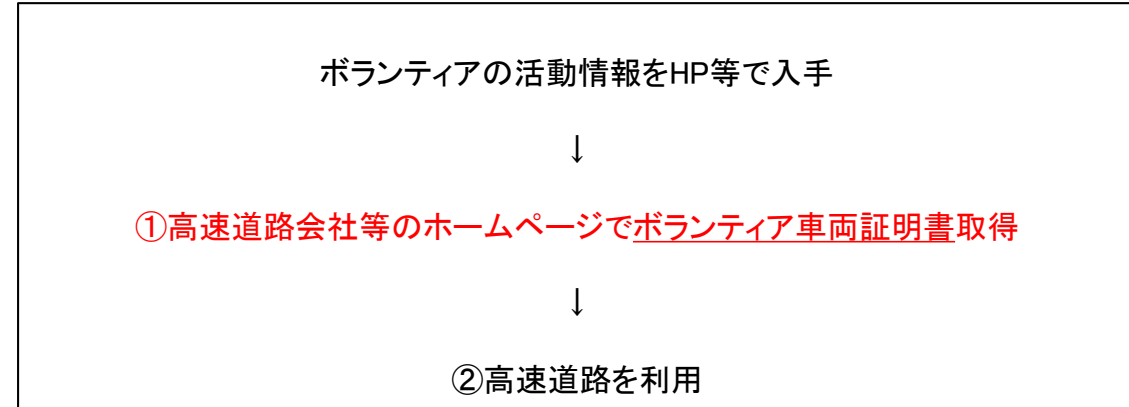 ボランティアの活動情報をHP等で入手
↓
①高速道路会社等のホームページでボランティア車両証明書取得
↓
②高速道路を利用